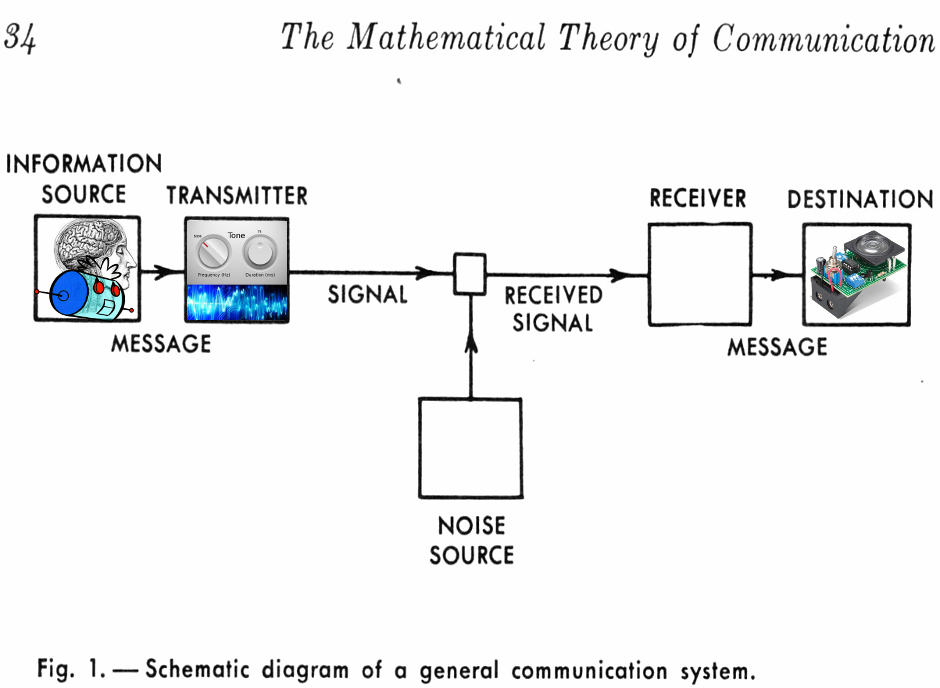 34 The Mathematical Theory of Communication
INFORMATION
SOURCE TRANSMITTER RECEIVER DESTINATION
Tone
Frequency (Hz) Duration (ms)
SIGNAL RECEIVED
SIGNAL
MESSAGE MESSAGE
NOISE
SOURCE
Fig. 1. — Schematic diagram of a general communication system.